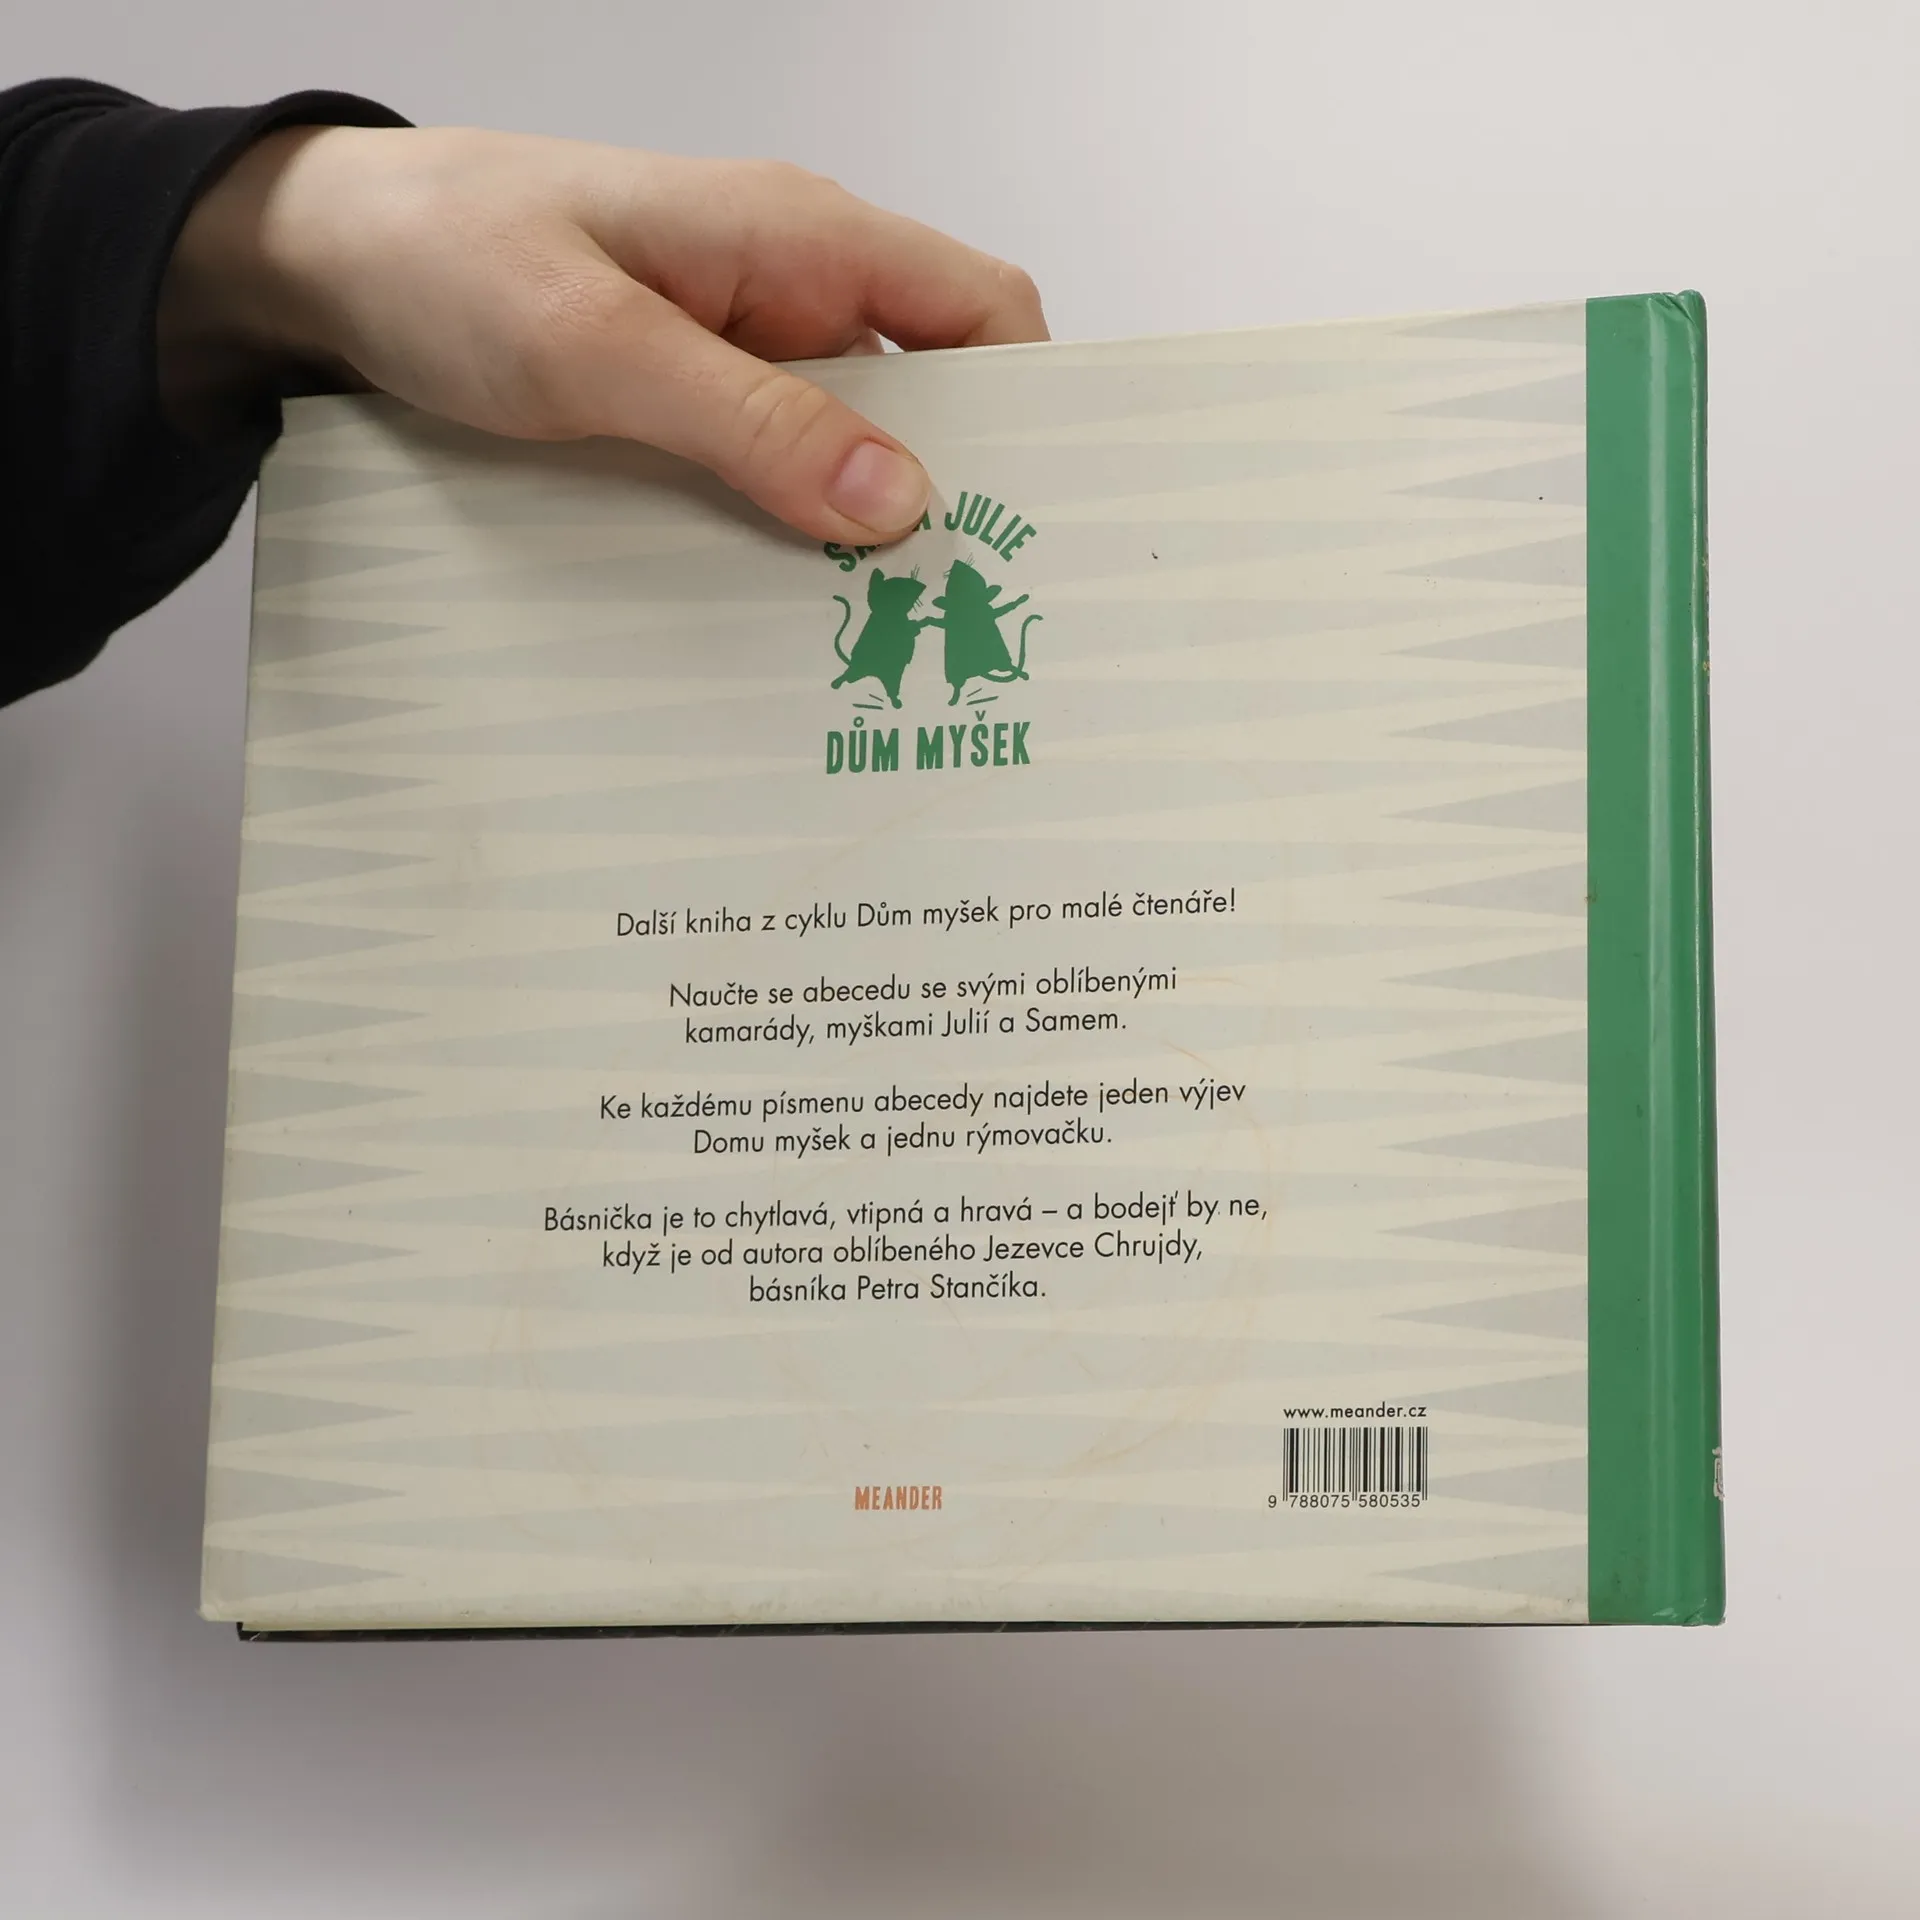 JULIE
DŮM MYŠEK
Další kniha z cyklu Dům myšek pro malé čtenáře!
Naučte se abecedu se svými oblíbenými
kamarády, myškami Julií a Samem.
Ke každému písmenu abecedy najdete jeden výjev
Domu myšek a jednu rýmovačku.
Básnička je to chytlavá, vtipná a hravá – a bodejť by ne,
když je od autora oblíbeného Jezevce Chrujdy,
básníka Petra Stančíka.
www.meander.cz
9 788075 580535
MEANDER